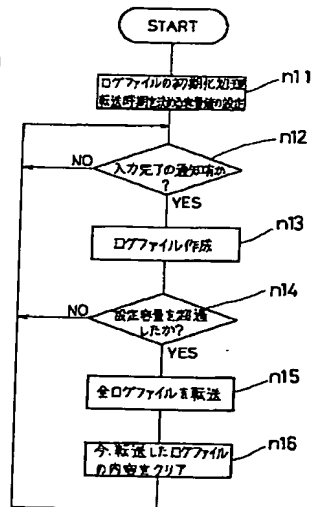 START
ログファイルの初期化処理
転送時期を決める容量値の設定
n11
n12
入力完了の通知有か
?
NO
YES
n13
ログファイル作成
n14
設定容量を超過
したか?
NO
YES
n15
全ログファイルを転送
n16
今、転送したログファイル
の内容をクリア